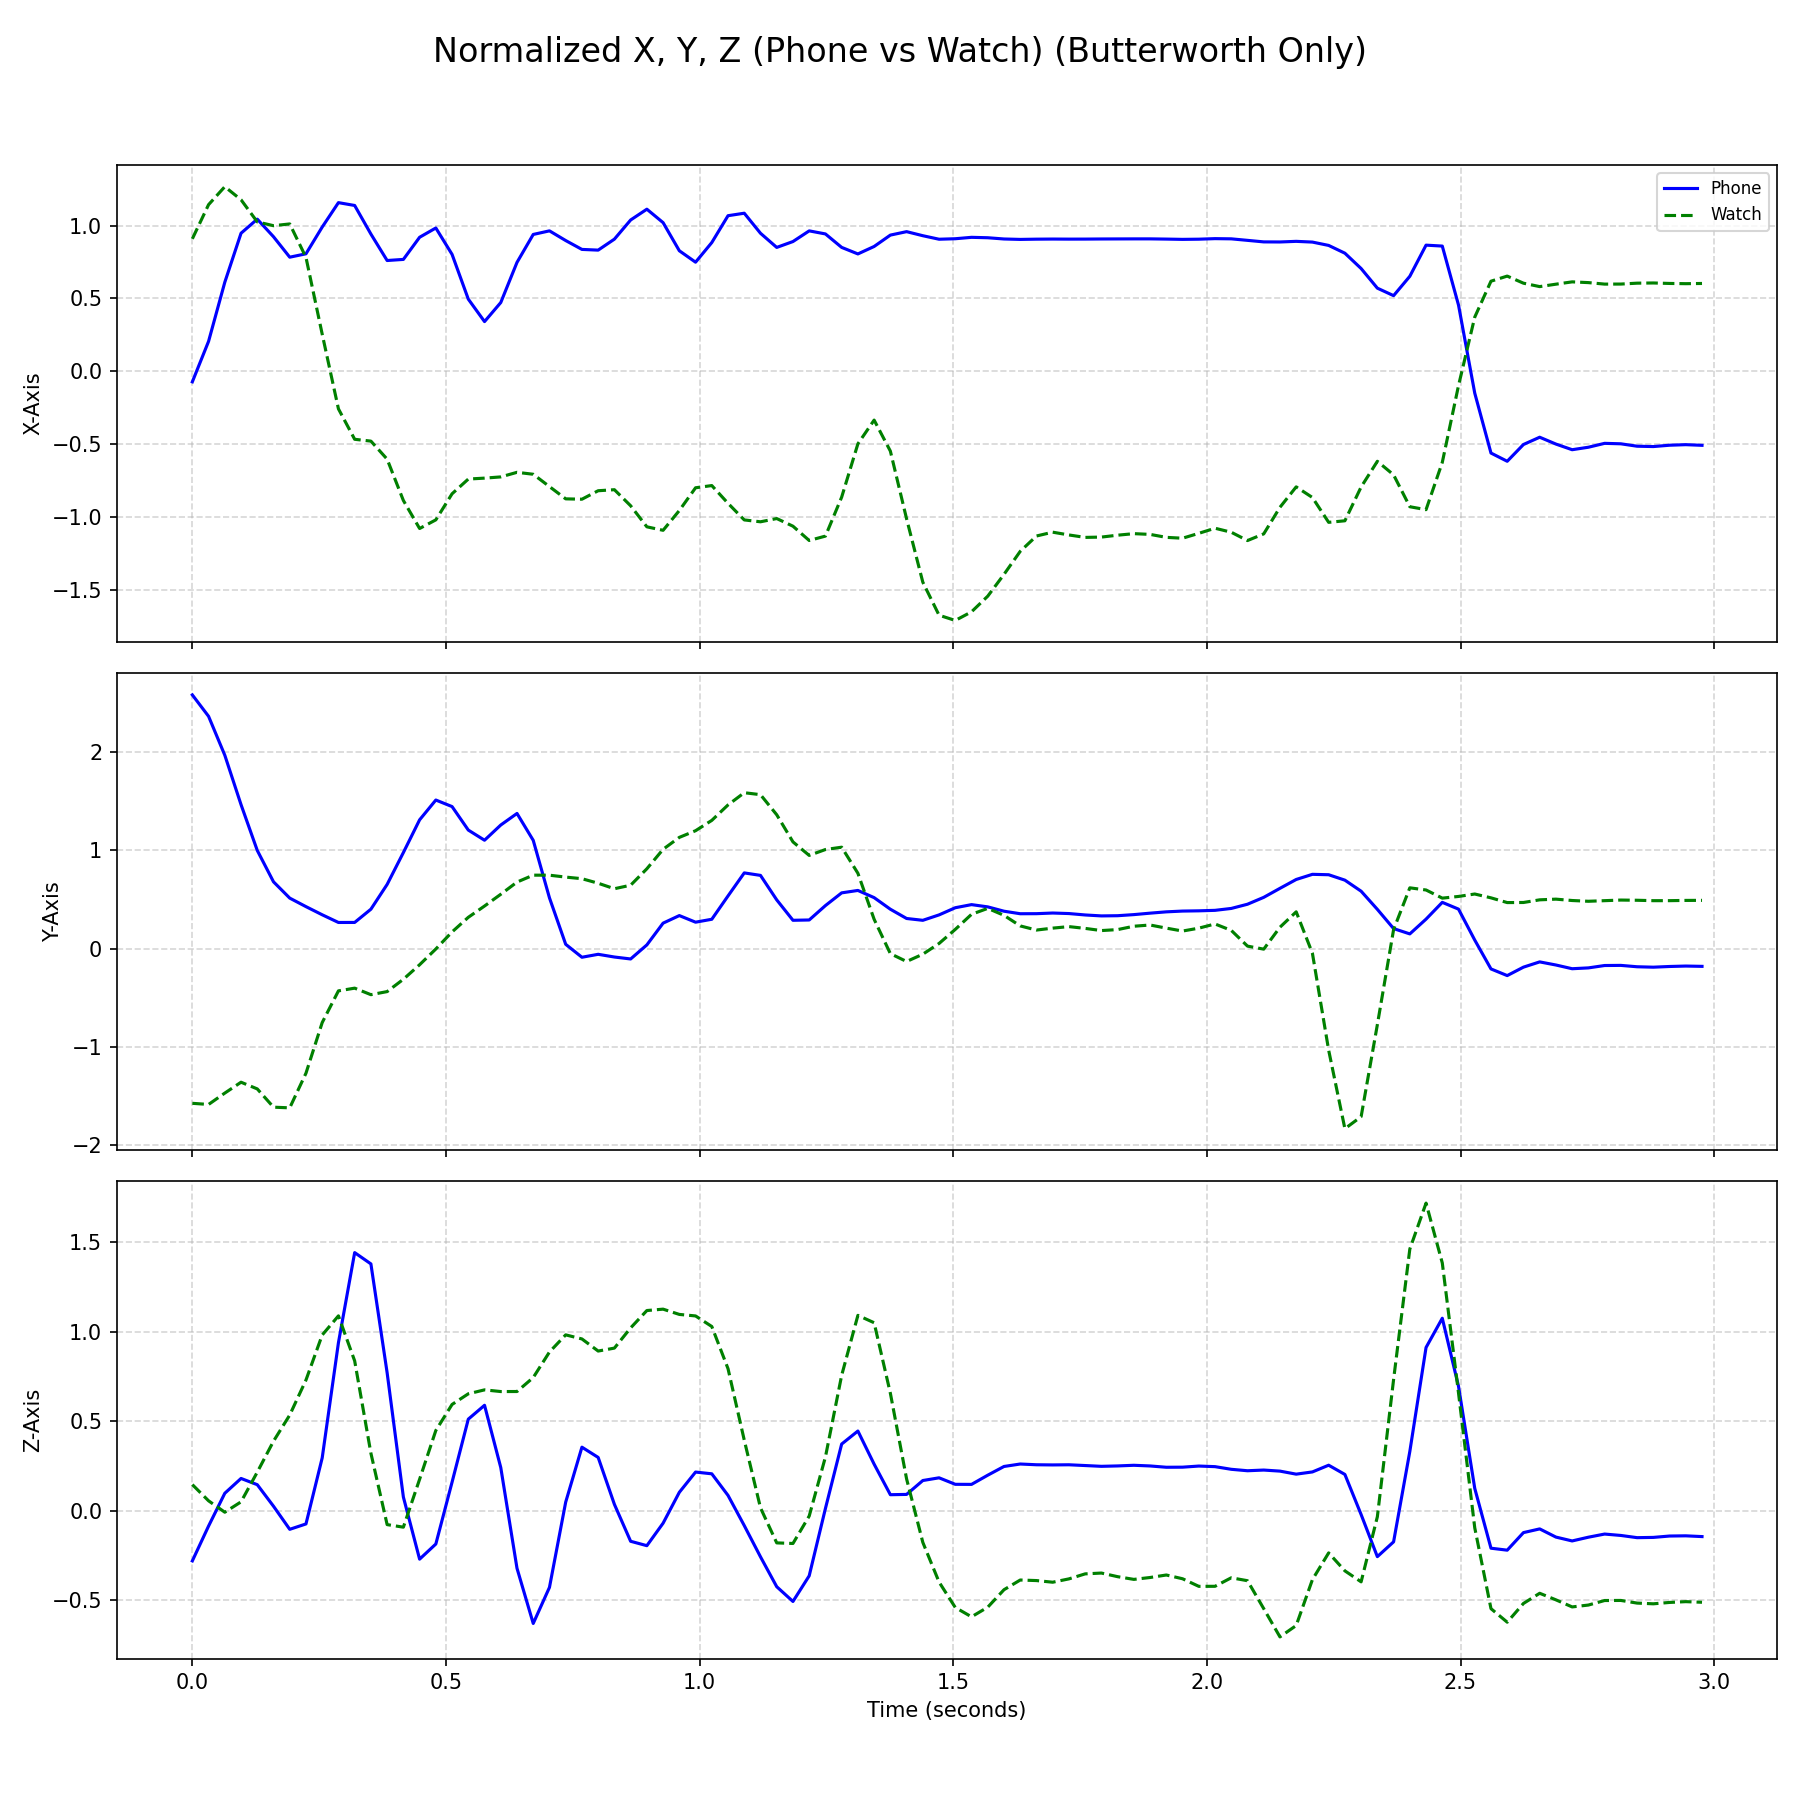 Normalized X, Y, Z (Phone vs Watch) (Butterworth Only)
Phone
Watch
X-Axis
1.0
0.5
0.0
−0.5
−1.0
−1.5
Y-Axis
2
1
0
−1
−2
Z-Axis
1.5
1.0
0.5
0.0
−0.5
0.0 0.5 1.0 1.5 2.0 2.5 3.0
Time (seconds)